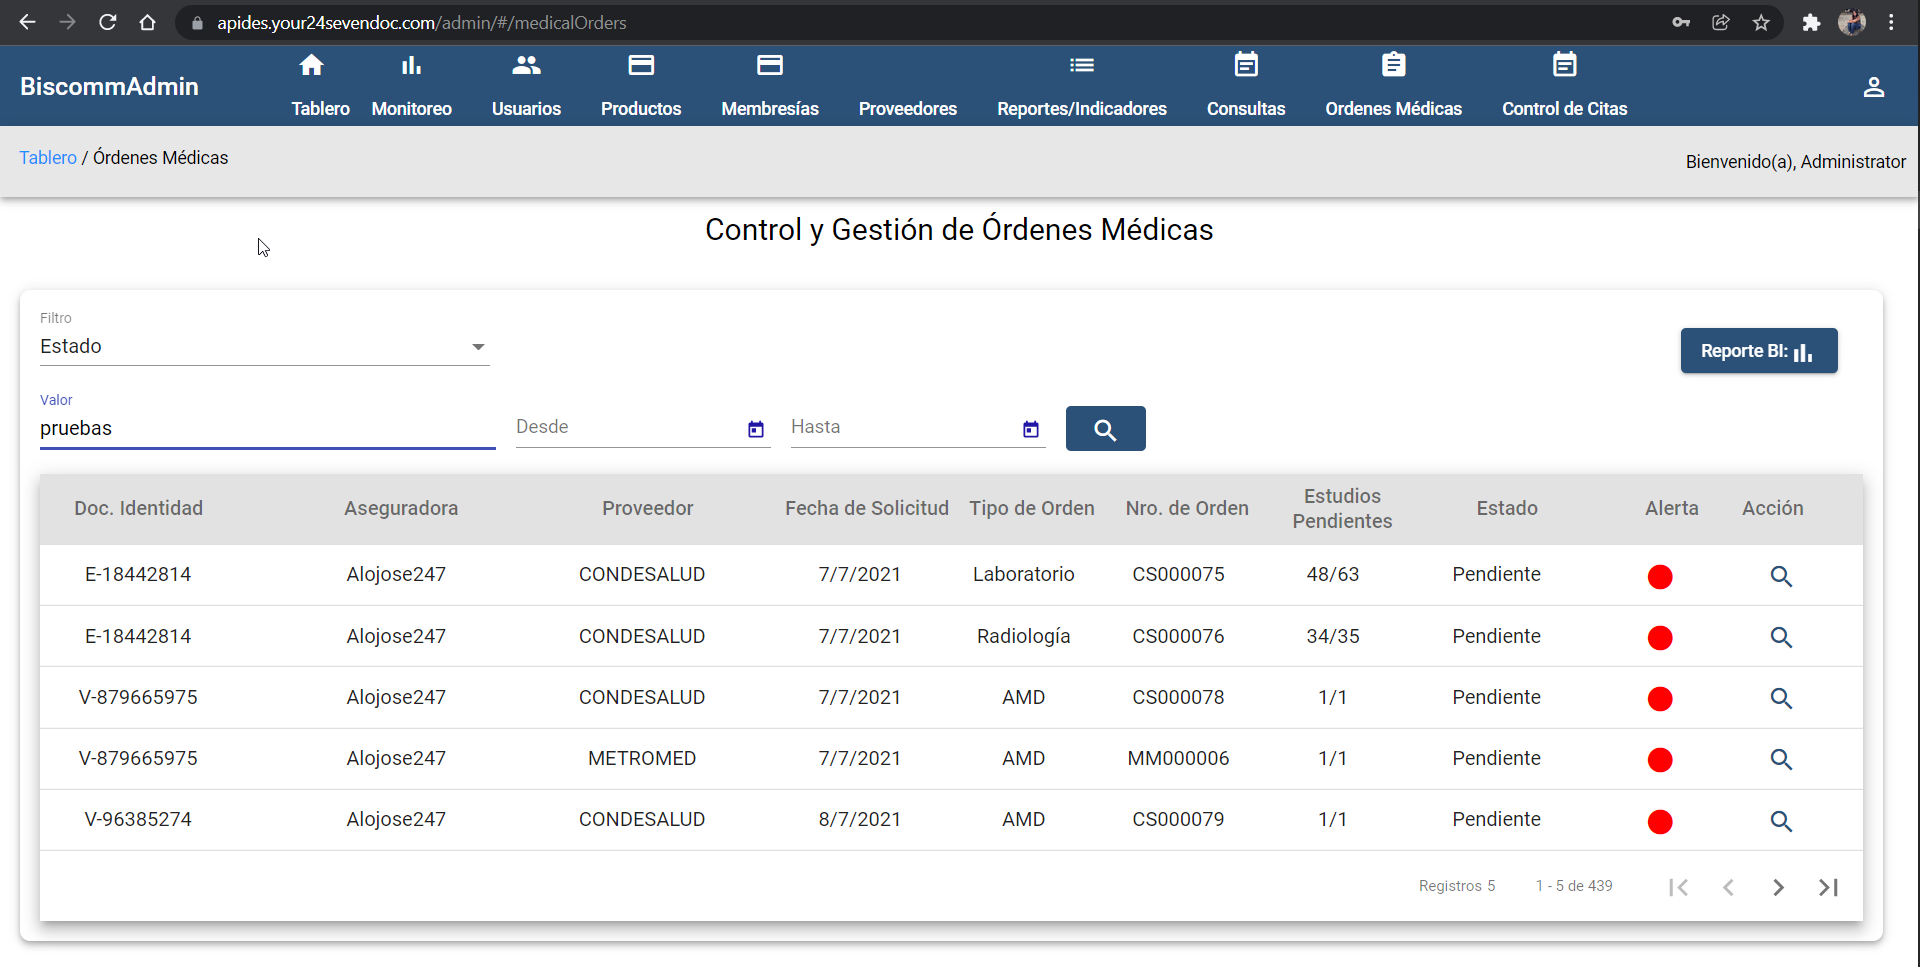 apides.your24sevendoc.com/admin/#/medicalOrders
BiscommAdmin
Tablero Monitoreo Usuarios Productos Membresías Proveedores Reportes/Indicadores Consultas Ordenes Médicas Control de Citas
Tablero / Órdenes Médicas
Bienvenido(a), Administrator
Control y Gestión de Órdenes Médicas
Filtro
Estado
Reporte BI:
Valor
pruebas
Desde
Hasta
Doc. Identidad Aseguradora Proveedor Fecha de Solicitud Tipo de Orden Nro. de Orden Estudios Pendientes Estado Alerta Acción
E-18442814 Alojose247 CONDESALUD 7/7/2021 Laboratorio CS000075 48/63 Pendiente
E-18442814 Alojose247 CONDESALUD 7/7/2021 Radiología CS000076 34/35 Pendiente
V-879665975 Alojose247 CONDESALUD 7/7/2021 AMD CS000078 1/1 Pendiente
V-879665975 Alojose247 METROMED 7/7/2021 AMD MM000006 1/1 Pendiente
V-96385274 Alojose247 CONDESALUD 8/7/2021 AMD CS000079 1/1 Pendiente
Registros 5 1 - 5 de 439